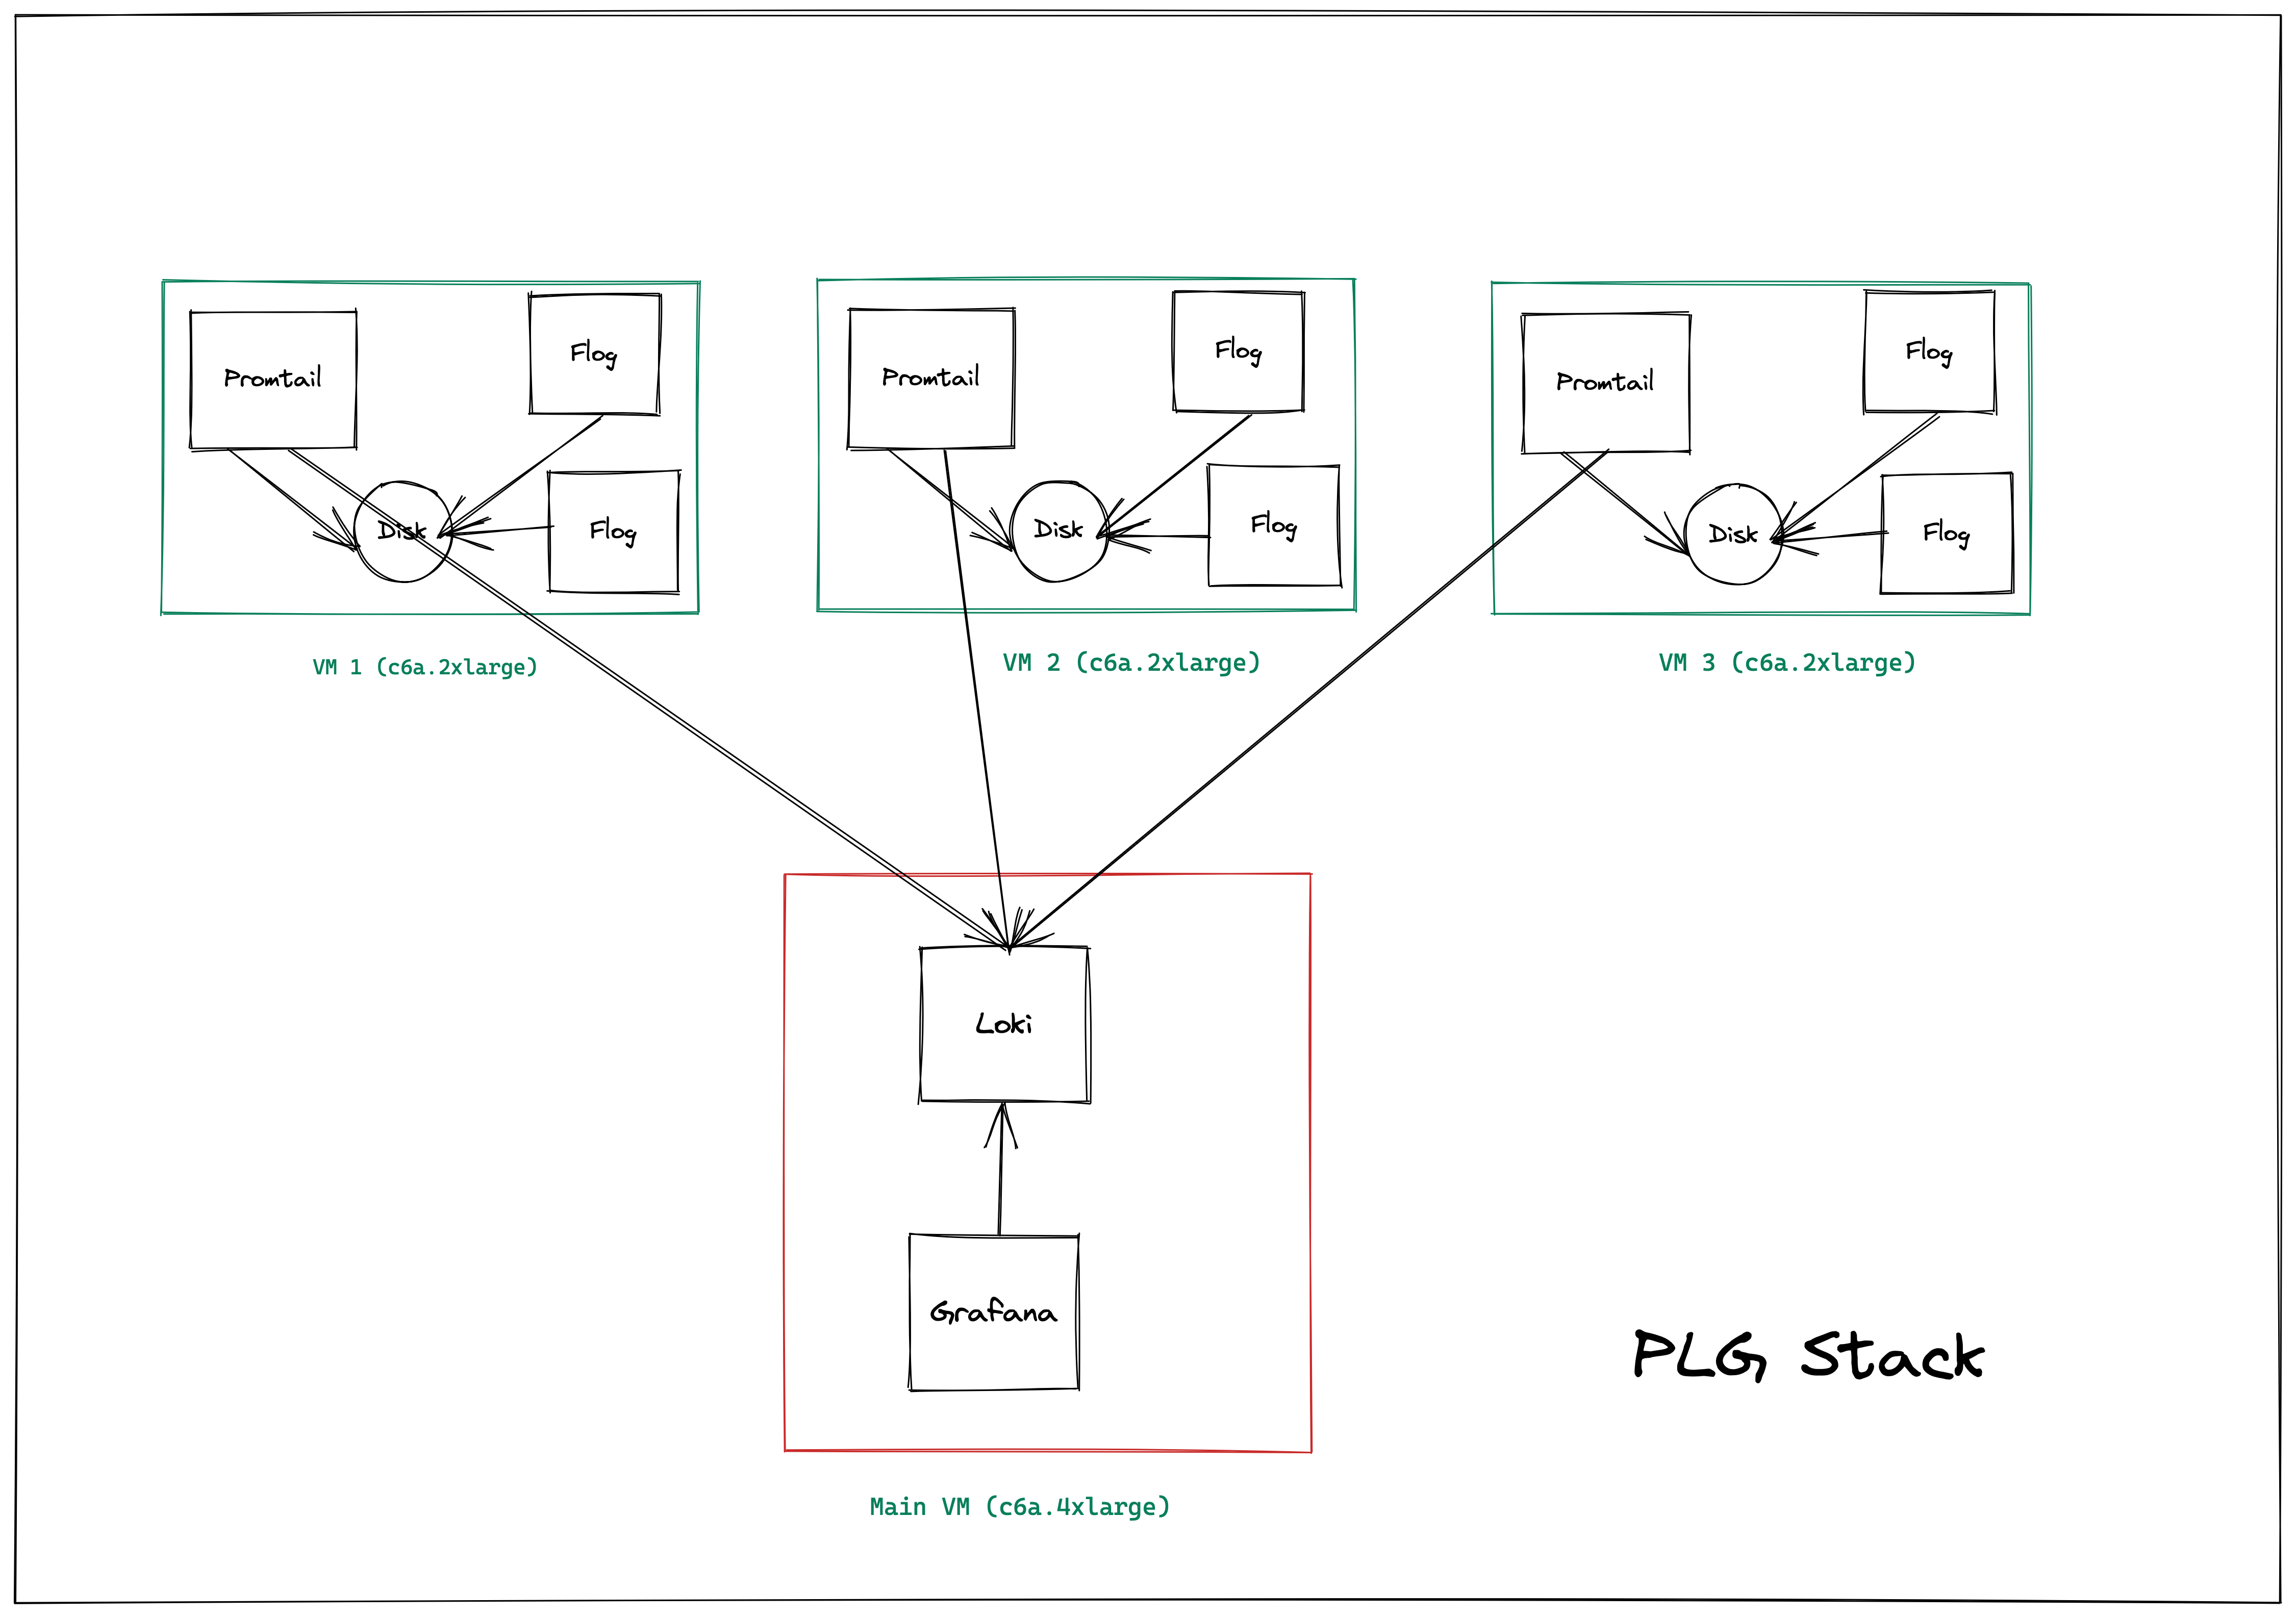 Promtail
Flog
Disk
Flog
VM 1 (c6a.2xlarge)
Promtail
Flog
Disk
Flog
VM 2 (c6a.2xlarge)
Promtail
Flog
Disk
Flog
VM 3 (c6a.2xlarge)
Loki
Grafana
Main VM (c6a.4xlarge)
PLG Stack